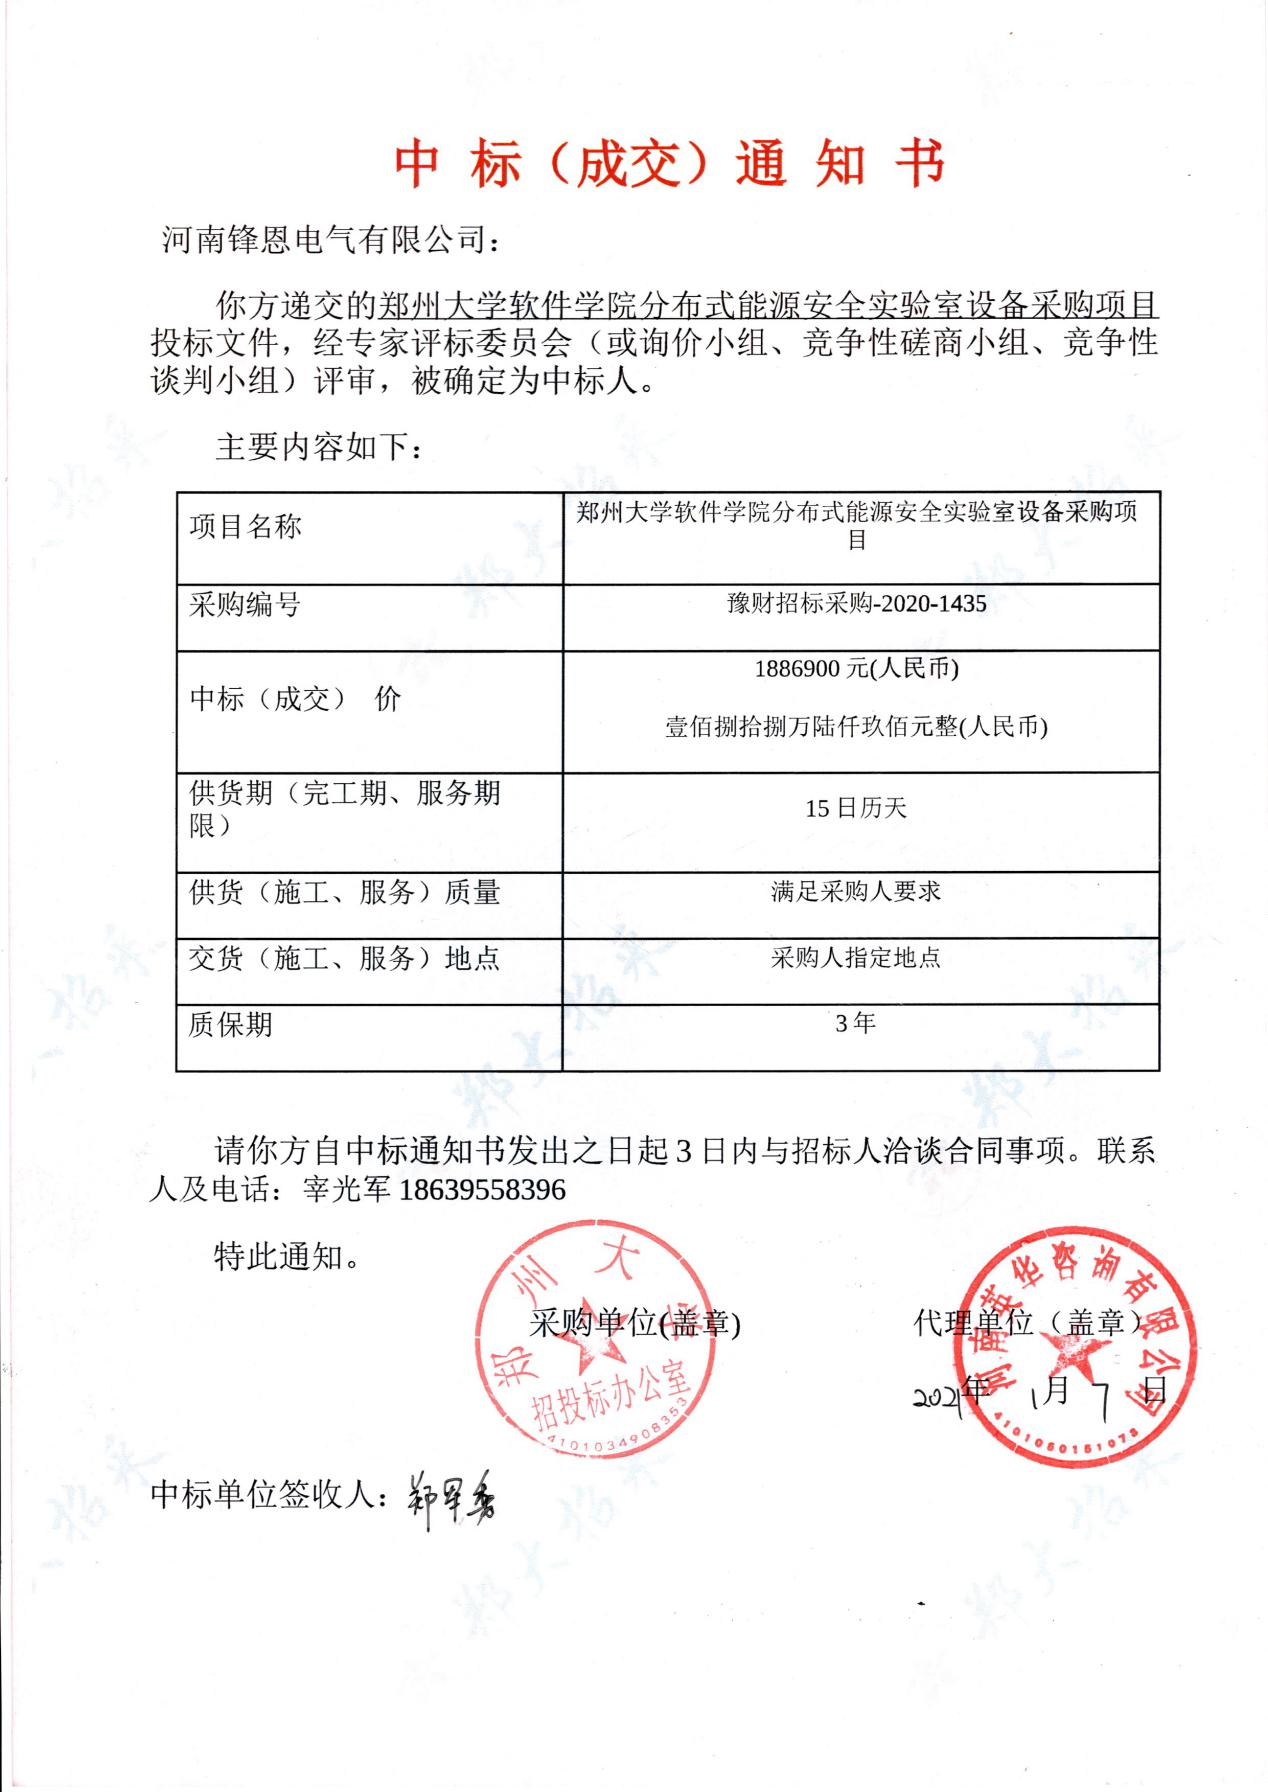 中 标（成交）通 知 书
河南锋恩电气有限公司：
你方递交的郑州大学软件学院分布式能源安全实验室设备采购项目
投标文件，经专家评标委员会（或询价小组、竞争性磋商小组、竞争性
谈判小组）评审，被确定为中标人。
主要内容如下：
项目名称
郑州大学软件学院分布式能源安全实验室设备采购项
目
采购编号
豫财招标采购-2020-1435
中标（成交） 价
1886900 元(人民币)
壹佰捌拾捌万陆仟玖佰元整(人民币)
供货期（完工期、服务期
限）
15 日历天
供货（施工、服务）质量
满足采购人要求
交货（施工、服务）地点
采购人指定地点
质保期
3 年
请你方自中标通知书发出之日起 3 日内与招标人洽谈合同事项。联系
人及电话： 宰光军 18639558396
特此通知。
采购单位(盖章)
代理单位（盖章）
2021年 1月 7 日
郑州大学
招投标办公室
4101034908353
河南英华咨询有限公司
4101050151073
中标单位签收人：